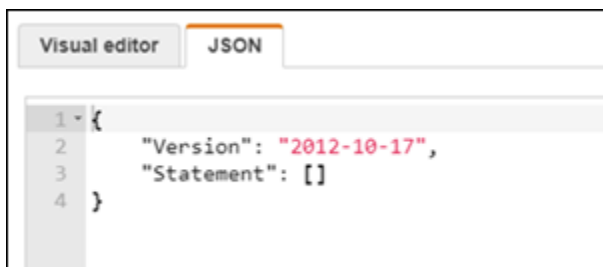 Visual editor JSON
1 {
2 "Version": "2012-10-17",
3 "Statement": []
4 }